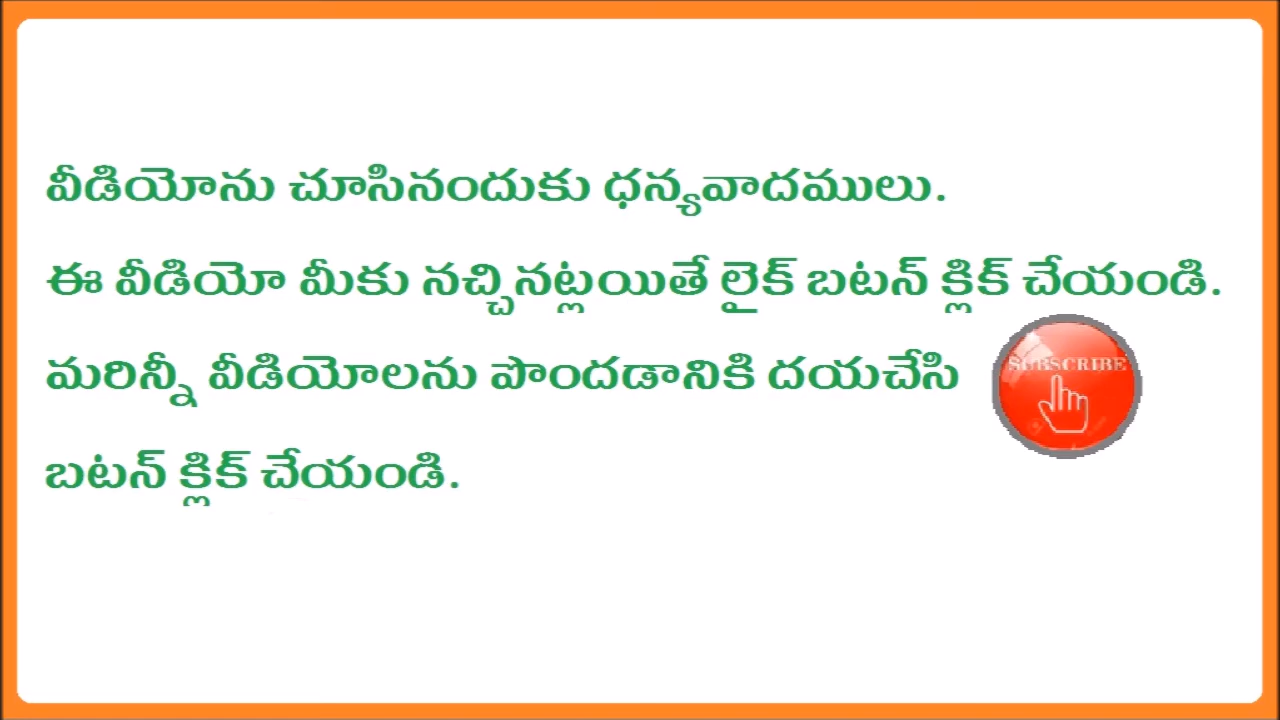 వీడియోను చూసినందుకు ధన్యవాదములు.
ఈ వీడియో మీకు నచ్చినట్లయితే లైక్ బటన్ క్లిక్ చేయండి.
మరిన్నీ వీడియోలను పొందడానికి దయచేసి SUBSCRIBE
బటన్ క్లిక్ చేయండి.